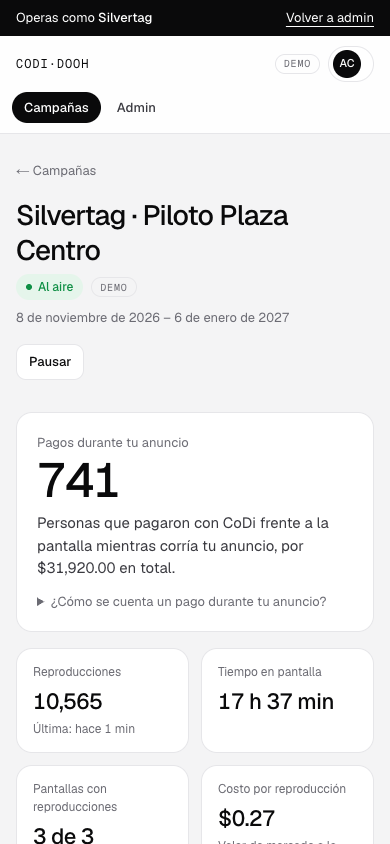 Operas como Silvertag
Volver a admin
CODI·DOOH
DEMO
AC
Campañas
Admin
← Campañas
Silvertag · Piloto Plaza
Centro
Al aire
DEMO
8 de noviembre de 2026 – 6 de enero de 2027
Pausar
Pagos durante tu anuncio
741
Personas que pagaron con CoDi frente a la
pantalla mientras corría tu anuncio, por
$31,920.00 en total.
¿Cómo se cuenta un pago durante tu anuncio?
Reproducciones
10,565
Última: hace 1 min
Tiempo en pantalla
17 h 37 min
Pantallas con
reproducciones
3 de 3
Costo por reproducción
$0.27